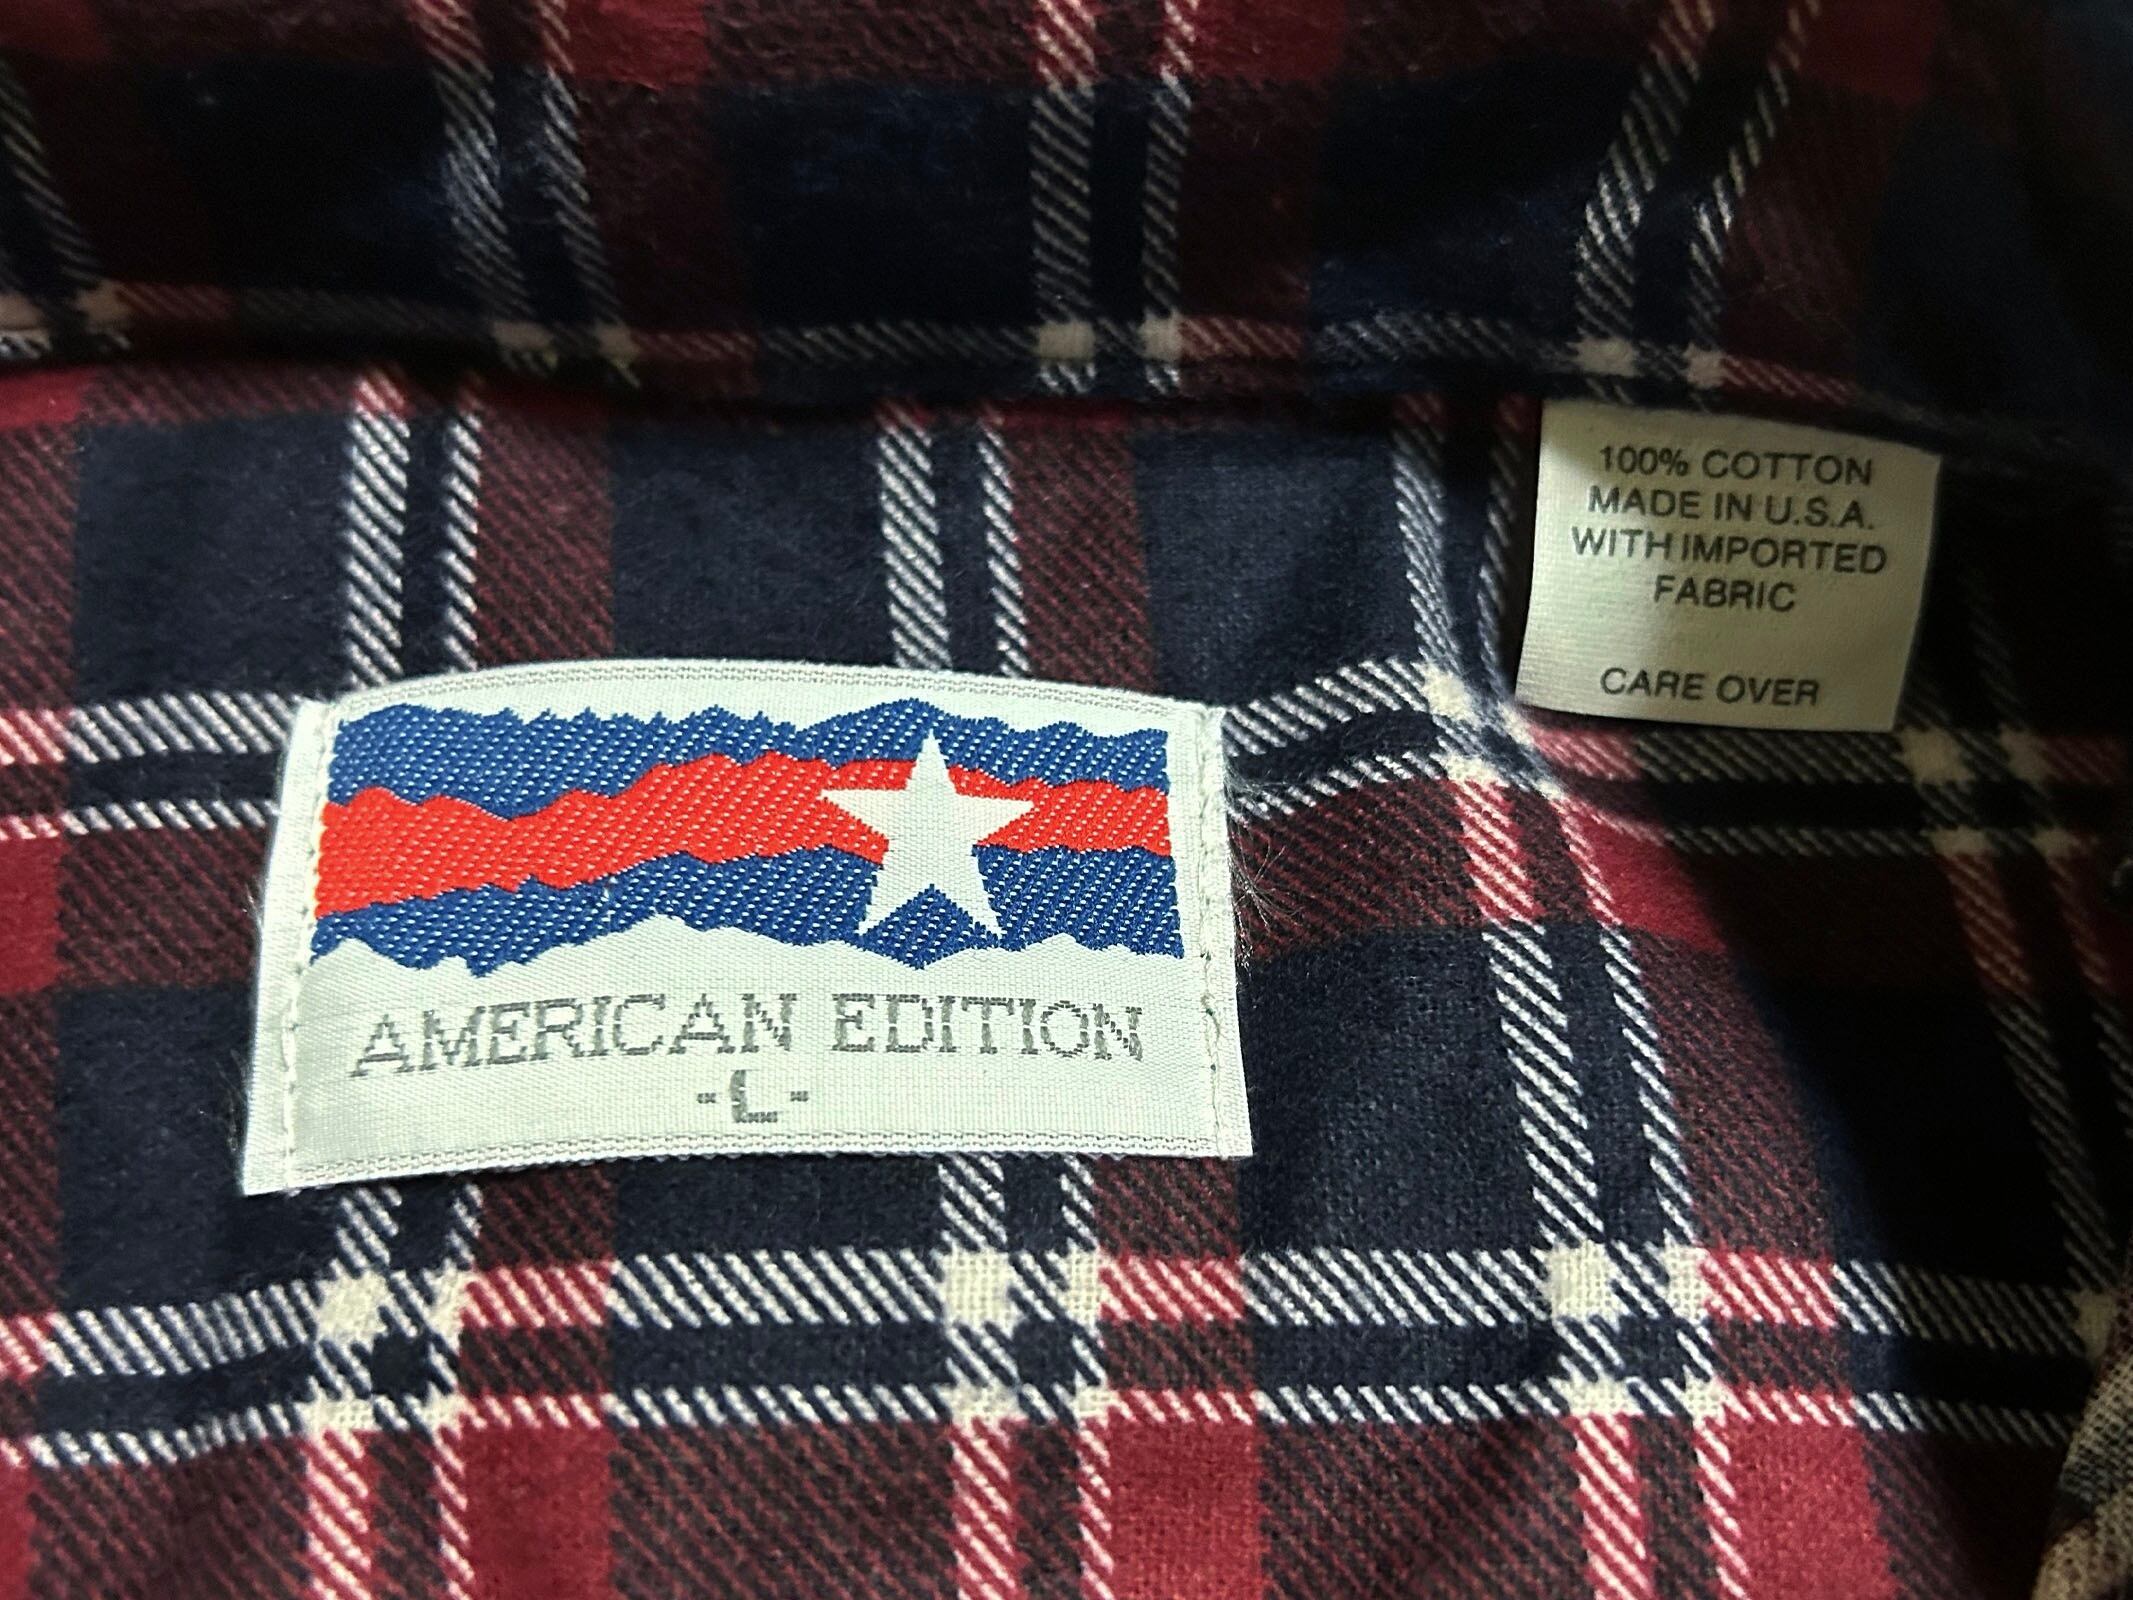 100% COTTON
MADE IN U.S.A.
WITH IMPORTED
FABRIC
CARE OVER
AMERICAN EDITION
-L-